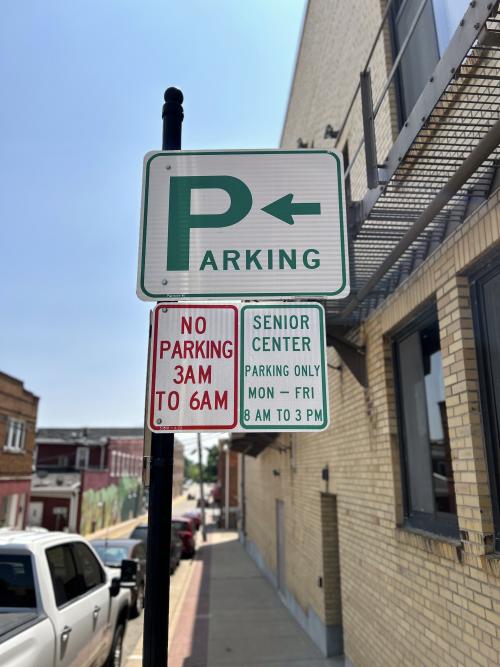 PARKING
NO
PARKING
3AM
TO 6AM
SENIOR
CENTER
PARKING ONLY
MON – FRI
8 AM TO 3 PM